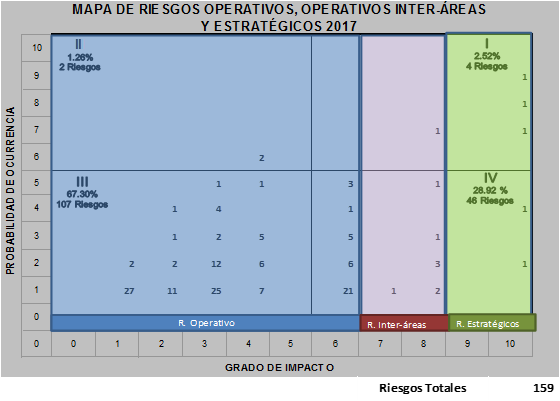 MAPA DE RIESGOS OPERATIVOS, OPERATIVOS INTER-ÁREAS
Y ESTRATÉGICOS 2017
PROBABILIDAD DE OCURRENCIA
10 II I
1.26% 2.52%
2 Riesgos 4 Riesgos
9 1
8 1
7 1 1
6 2
5 III 1 1 3 1 IV
67.30% 28.92 %
107 Riesgos 46 Riesgos
4 1 4 1 1
3 1 2 5 5 1
2 2 2 12 6 6 3 1
1 27 11 25 7 21 1 2
0 R. Operativo R. Inter-áreas R. Estratégicos
0 0 1 2 3 4 5 6 7 8 9 10
GRADO DE IMPACTO
Riesgos Totales 159